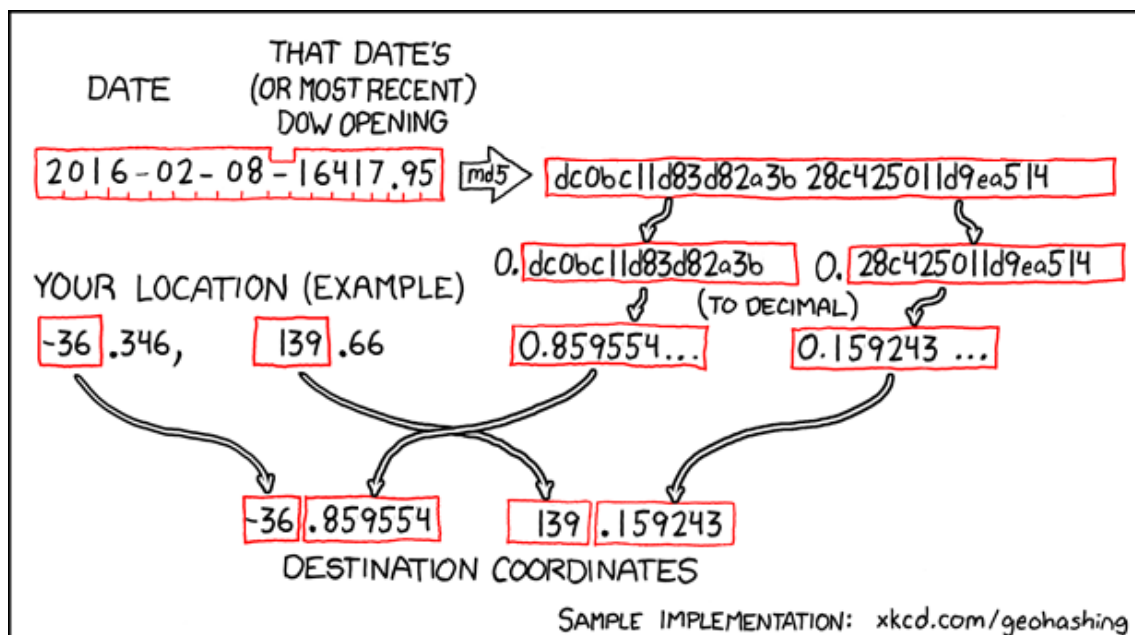 DATE
THAT DATE'S
(OR MOST RECENT)
DOW OPENING
2016-02-08-16417.95
md5
dc0bc11d83d82a3b28c425011d9ea514
0.dc0bc11d83d82a3b
0.28c425011d9ea514
(TO DECIMAL)
YOUR LOCATION (EXAMPLE)
-36.346, 139.66
0.859554...
0.159243...
-36.859554
139.159243
DESTINATION COORDINATES
SAMPLE IMPLEMENTATION: xkcd.com/geohashing